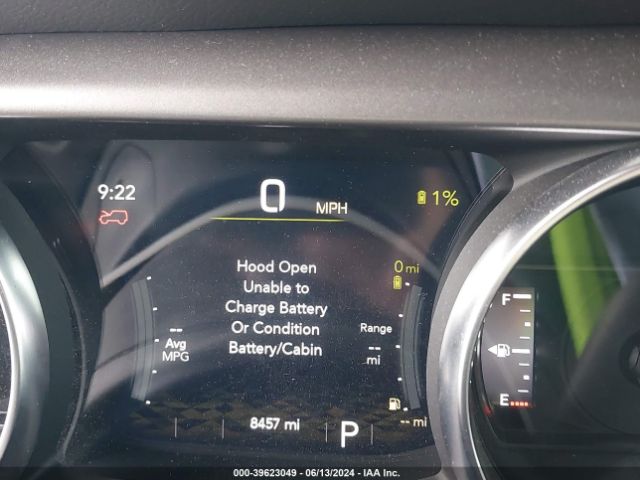 9:22
0 MPH
1%
Hood Open
Unable to
Charge Battery
Or Condition
Battery/Cabin
0 mi
--
Avg
MPG
Range
--
mi
-- mi
8457 mi
P
F
E
000-39623049 - 06/13/2024 - IAA Inc.